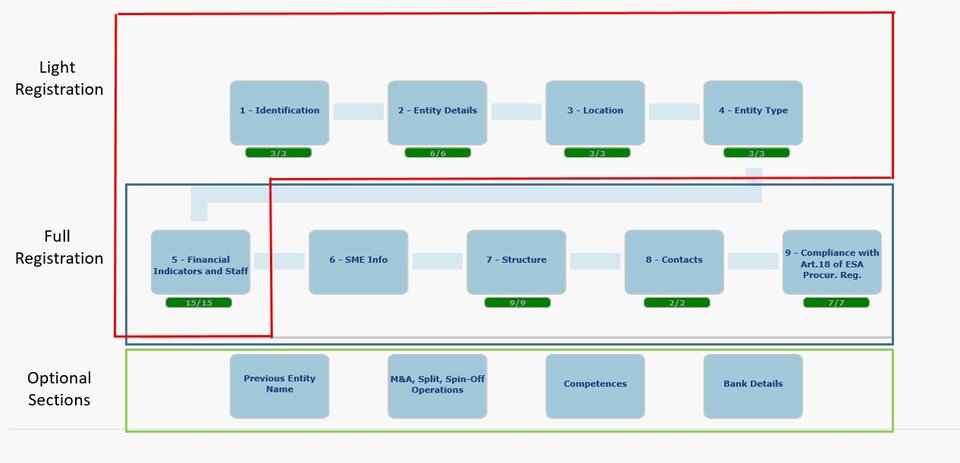 Light
Registration
1 - Identification
2 - Entity Details
3 - Location
4 - Entity Type
3/3
6/6
3/3
3/3
Full
Registration
5 - Financial
Indicators and Staff
6 - SME Info
7 - Structure
8 - Contacts
9 - Compliance with
Art.18 of ESA
Procur. Reg.
15/15
9/9
2/2
7/7
Optional
Sections
Previous Entity
Name
M&A, Split, Spin-Off
Operations
Competences
Bank Details